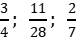 3/4 ; 11/28 ; 2/7